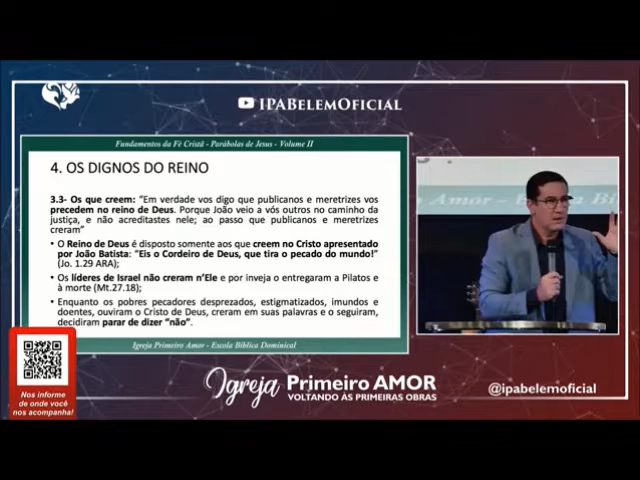 IPABelemOficial
Fundamentos da Fé Cristã - Parábolas de Jesus - Volume II
4. OS DIGNOS DO REINO
3.3- Os que creem: “Em verdade vos digo que publicanos e meretrizes vos
precedem no reino de Deus. Porque João veio a vós outros no caminho da
justiça, e não acreditastes nele; ao passo que publicanos e meretrizes
creram”
• O Reino de Deus é disposto somente aos que creem no Cristo apresentado
por João Batista: “Eis o Cordeiro de Deus, que tira o pecado do mundo!”
(Jo. 1.29 ARA);
• Os líderes de Israel não creram n’Ele e por inveja o entregaram a Pilatos e
à morte (Mt.27.18);
• Enquanto os pobres pecadores desprezados, estigmatizados, imundos e
doentes, ouviram o Cristo de Deus, creram em suas palavras e o seguiram,
decidiram parar de dizer “não”.
Igreja Primeiro Amor - Escola Bíblica Dominical
Amor - Escola Bíbli
Nos informe
de onde você
nos acompanha!
Igreja Primeiro AMOR
VOLTANDO ÀS PRIMEIRAS OBRAS
@ipabelemoficial